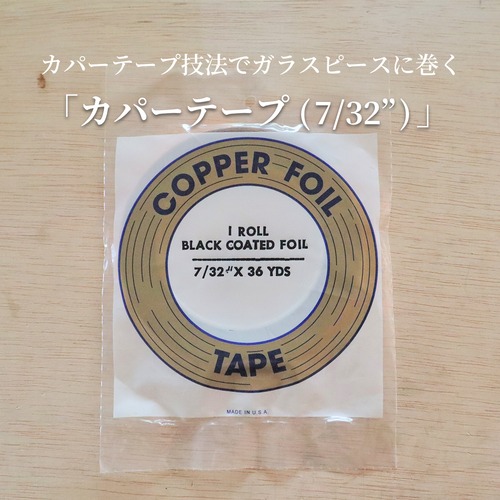 カパーテープ技法でガラスピースに巻く
「カパーテープ (7/32”)」
COPPER FOIL
1 ROLL
BLACK COATED FOIL
7/32" X 36 YDS
TAPE
MADE IN U.S.A.